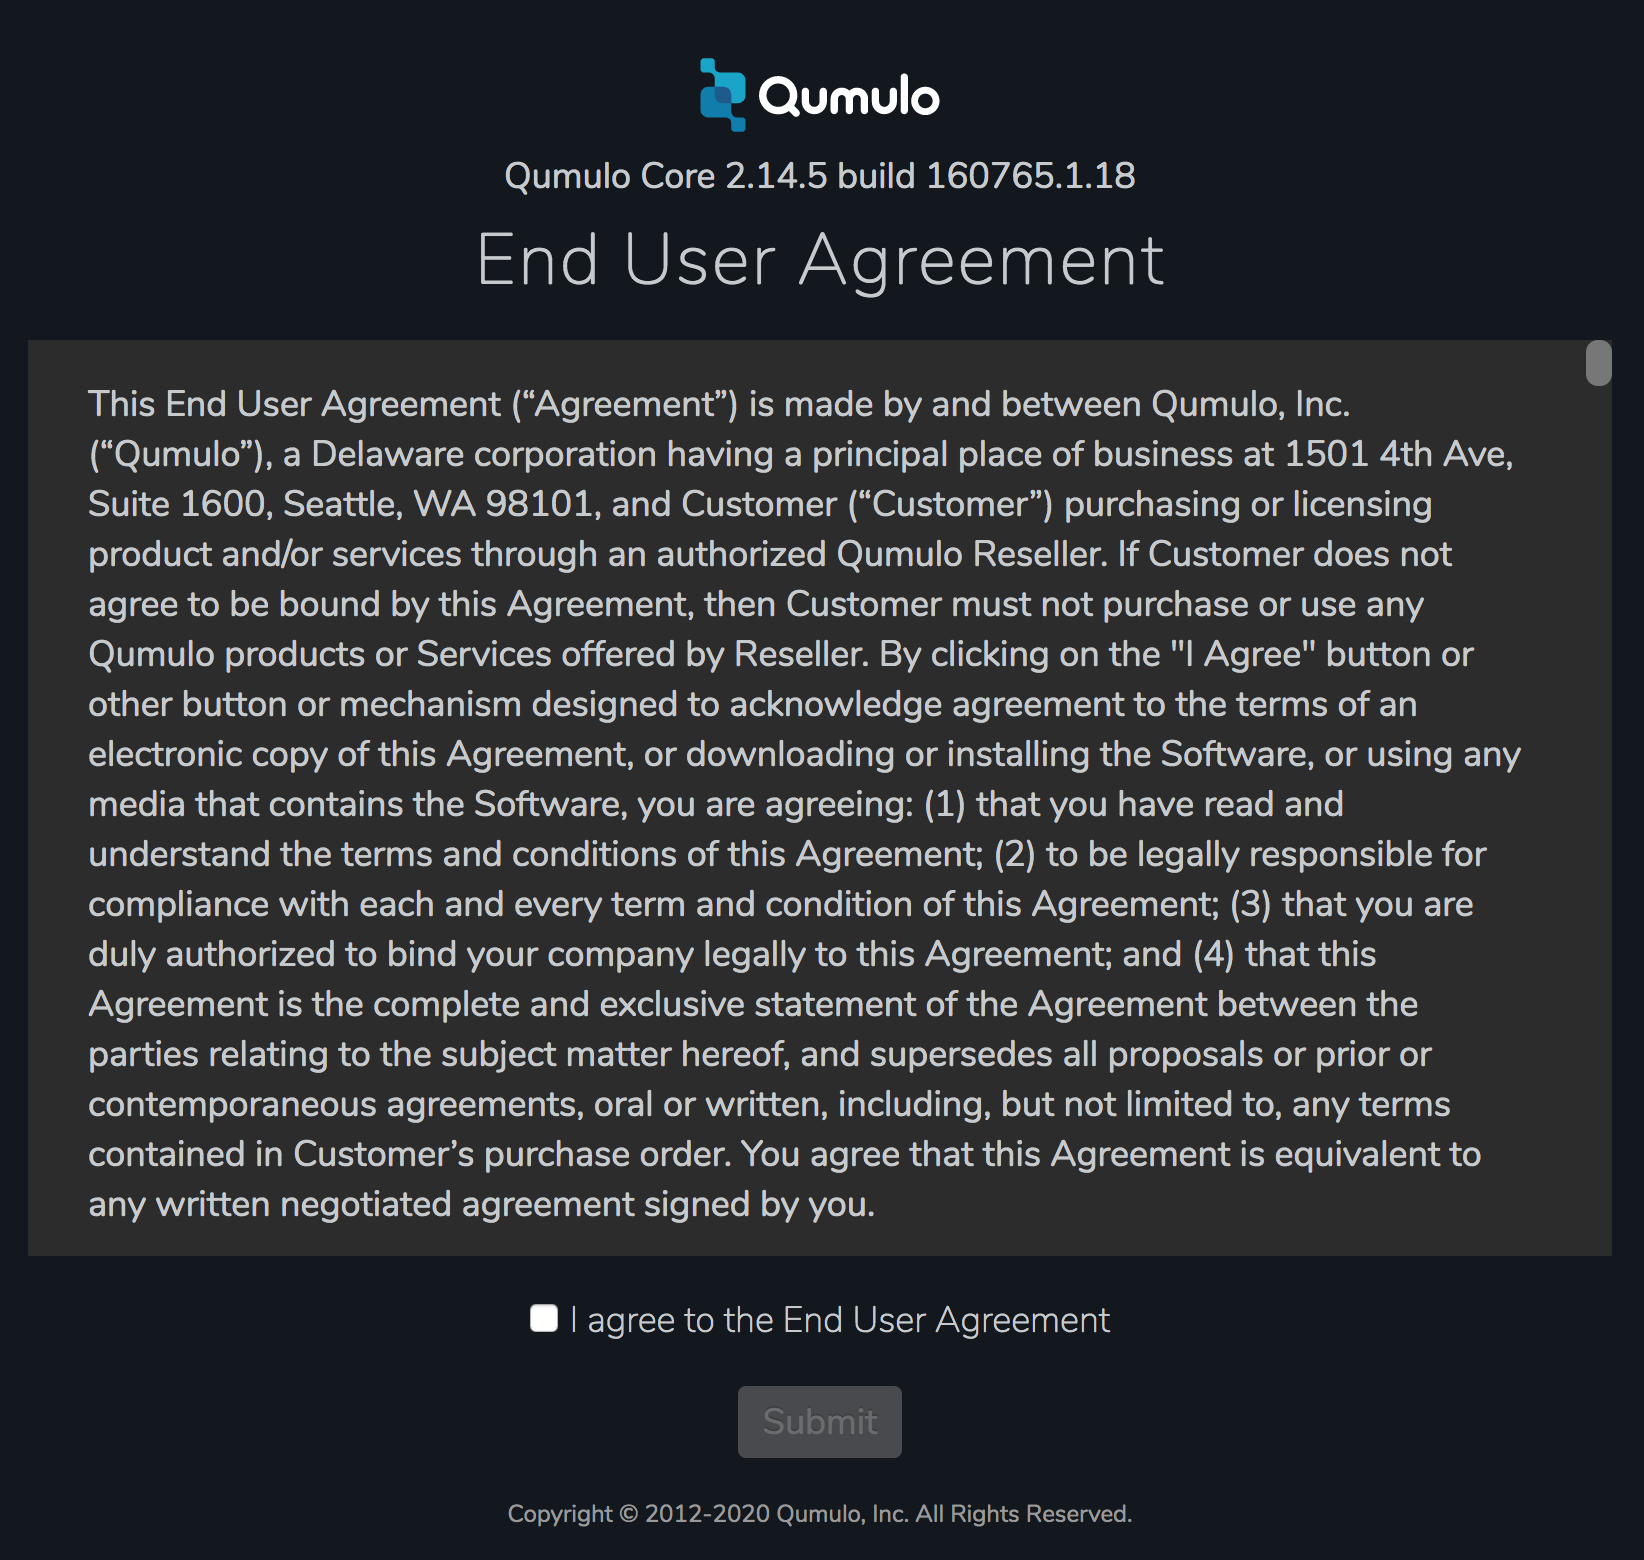 Qumulo
Qumulo Core 2.14.5 build 160765.1.18
End User Agreement
This End User Agreement (“Agreement”) is made by and between Qumulo, Inc.
(“Qumulo”), a Delaware corporation having a principal place of business at 1501 4th Ave,
Suite 1600, Seattle, WA 98101, and Customer (“Customer”) purchasing or licensing
product and/or services through an authorized Qumulo Reseller. If Customer does not
agree to be bound by this Agreement, then Customer must not purchase or use any
Qumulo products or Services offered by Reseller. By clicking on the "I Agree" button or
other button or mechanism designed to acknowledge agreement to the terms of an
electronic copy of this Agreement, or downloading or installing the Software, or using any
media that contains the Software, you are agreeing: (1) that you have read and
understand the terms and conditions of this Agreement; (2) to be legally responsible for
compliance with each and every term and condition of this Agreement; (3) that you are
duly authorized to bind your company legally to this Agreement; and (4) that this
Agreement is the complete and exclusive statement of the Agreement between the
parties relating to the subject matter hereof, and supersedes all proposals or prior or
contemporaneous agreements, oral or written, including, but not limited to, any terms
contained in Customer’s purchase order. You agree that this Agreement is equivalent to
any written negotiated agreement signed by you.
I agree to the End User Agreement
Submit
Copyright © 2012-2020 Qumulo, Inc. All Rights Reserved.